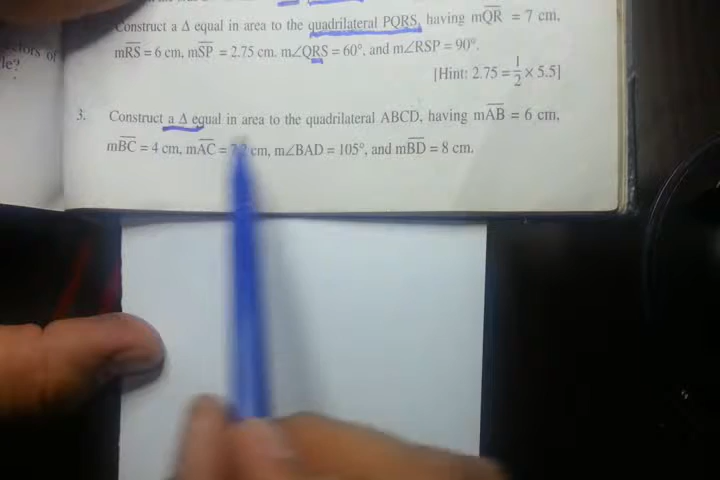 Construct a Δ equal in area to the quadrilateral PQRS, having mQR = 7 cm,
mRS = 6 cm, mSP = 2.75 cm. m∠QRS = 60°, and m∠RSP = 90°.
[Hint: 2.75 = 1/2 × 5.5]
3. Construct a Δ equal in area to the quadrilateral ABCD, having mAB = 6 cm,
mBC = 4 cm, mAC = cm, m∠BAD = 105°, and mBD = 8 cm.
of
le?